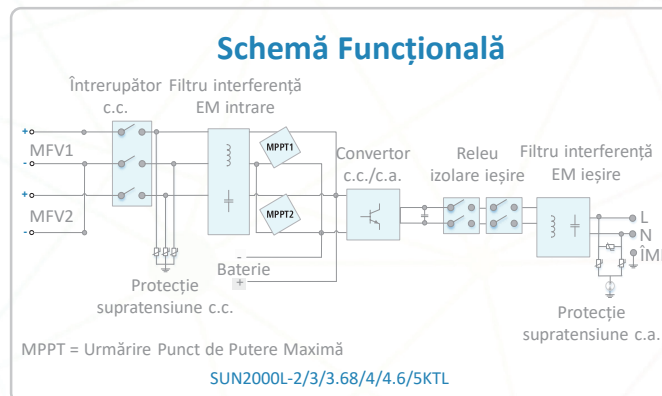 Schemă Funcțională
Întrerupător
c.c.
Filtru interferență
EM intrare
+
MFV1
-
+
MFV2
-
MPPT1
MPPT2
Convertor
c.c./c.a.
Releu
izolare ieșire
Filtru interferență
EM ieșire
L
N
ÎM
-
Baterie
+
Protecție
supratensiune c.c.
Protecție
supratensiune c.a.
MPPT = Urmărire Punct de Putere Maximă
SUN2000L-2/3/3.68/4/4.6/5KTL